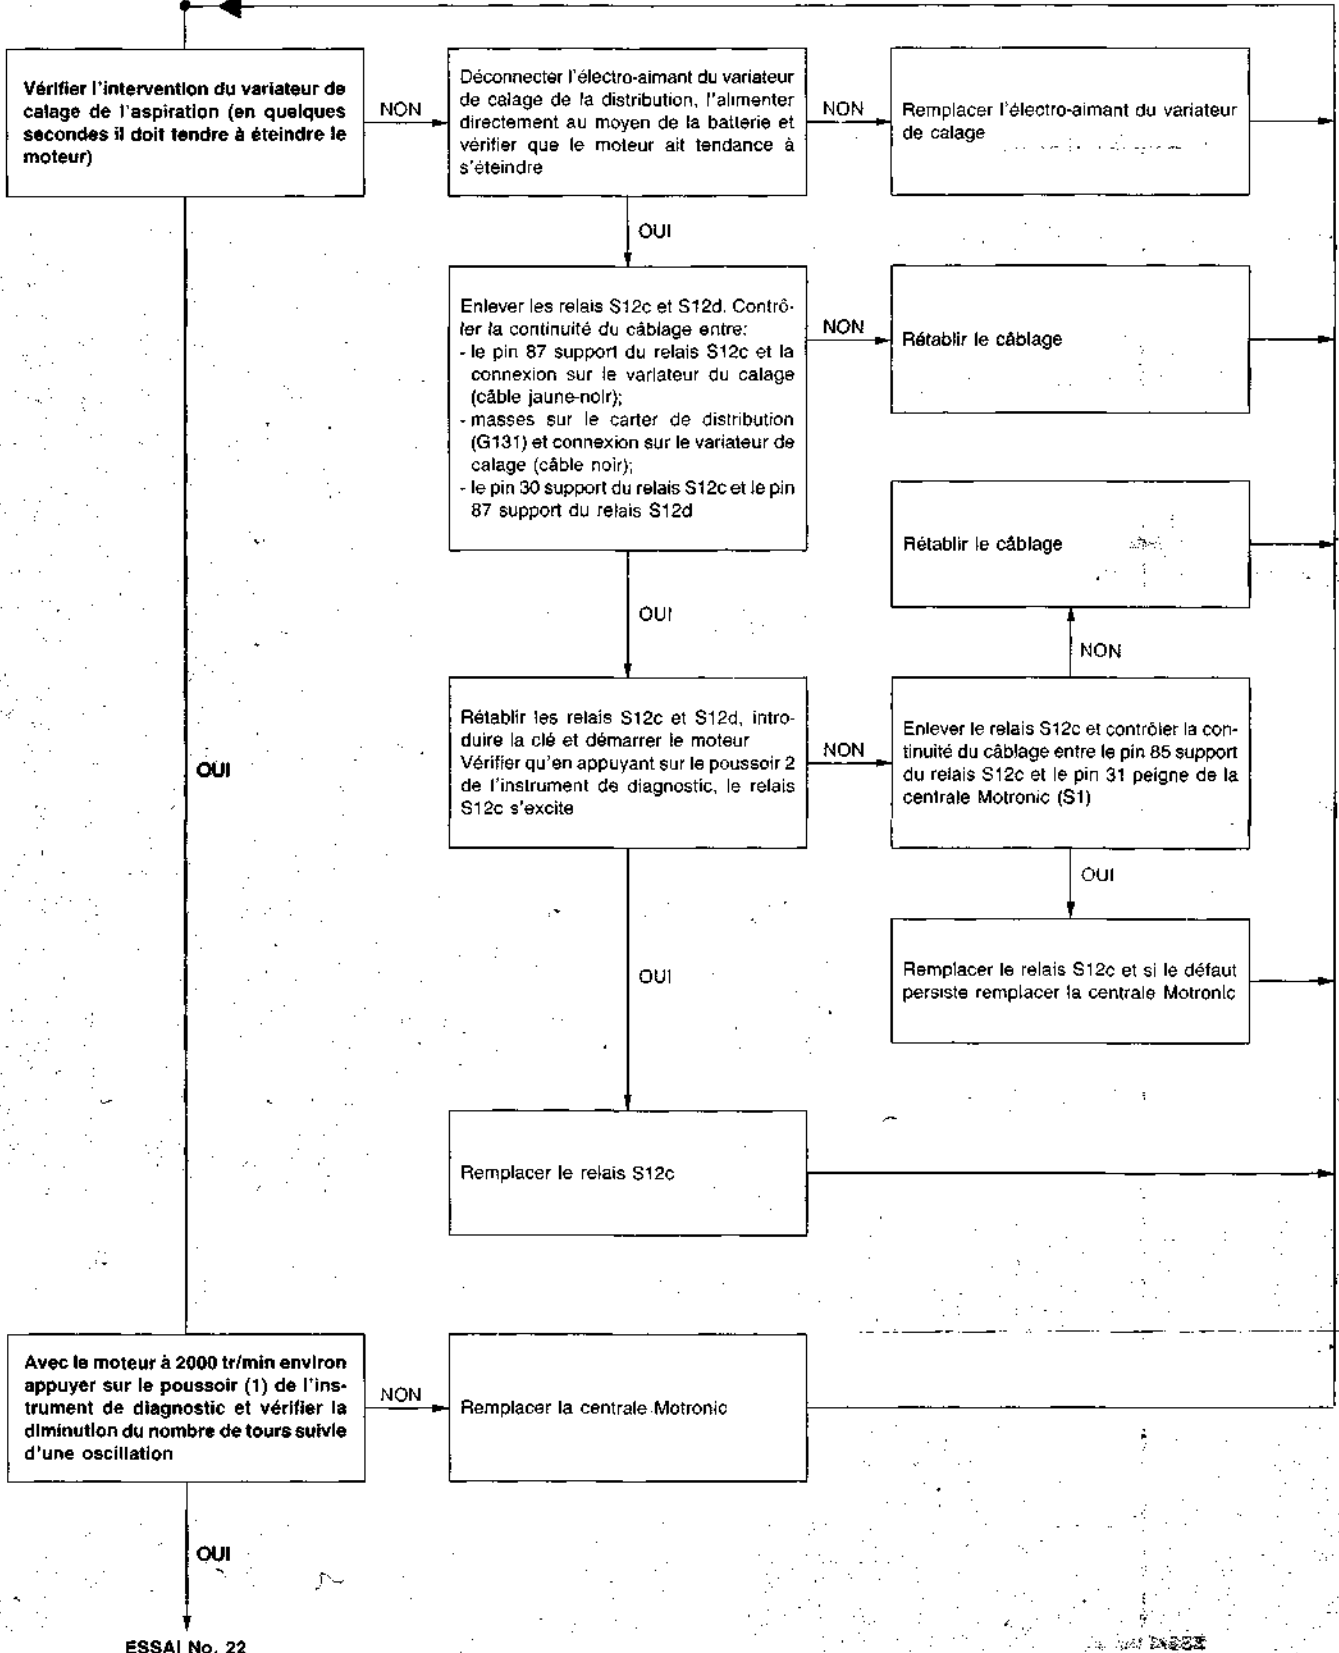 Vérifier l'intervention du variateur de
calage de l'aspiration (en quelques
secondes il doit tendre à éteindre le
moteur)
NON
Déconnecter l'électro-aimant du variateur
de calage de la distribution, l'alimenter
directement au moyen de la batterie et
vérifier que le moteur ait tendance à
s'éteindre
NON
Remplacer l'électro-aimant du variateur
de calage
OUI
Enlever les relais S12c et S12d. Contrô-
ler la continuité du câblage entre:
- le pin 87 support du relais S12c et la
connexion sur le variateur du calage
(câble jaune-noir);
- masses sur le carter de distribution
(G131) et connexion sur le variateur de
calage (câble noir);
- le pin 30 support du relais S12c et le pin
87 support du relais S12d
NON
Rétablir le câblage
Rétablir le câblage
OUI
NON
Rétablir les relais S12c et S12d, intro-
duire la clé et démarrer le moteur
Vérifier qu'en appuyant sur le poussoir 2
de l'instrument de diagnostic, le relais
S12c s'excite
NON
Enlever le relais S12c et contrôler la con-
tinuité du câblage entre le pin 85 support
du relais S12c et le pin 31 peigne de la
centrale Motronic (S1)
OUI
OUI
OUI
Remplacer le relais S12c et si le défaut
persiste remplacer la centrale Motronic
Remplacer le relais S12c
Avec le moteur à 2000 tr/min environ
appuyer sur le poussoir (1) de l'ins-
trument de diagnostic et vérifier la
diminution du nombre de tours suivie
d'une oscillation
NON
Remplacer la centrale Motronic
OUI
ESSAI No. 22